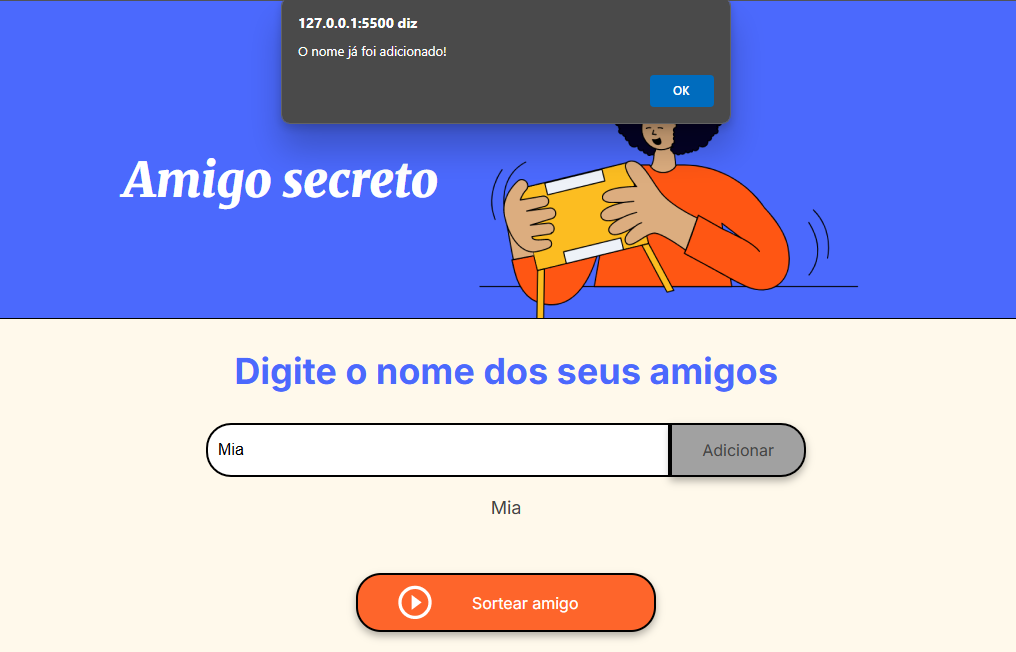 127.0.0.1:5500 diz
O nome já foi adicionado!
OK
Amigo secreto
Digite o nome dos seus amigos
Mia
Adicionar
Mia
Sortear amigo